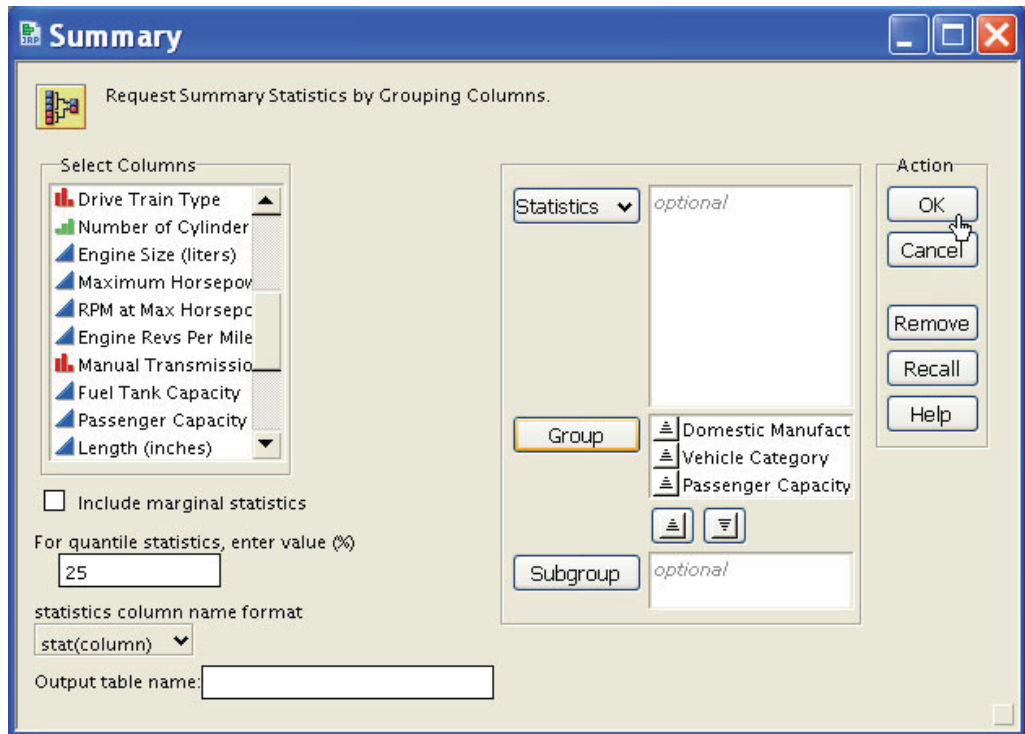 Summary
Request Summary Statistics by Grouping Columns.
Select Columns
Drive Train Type
Number of Cylinder
Engine Size (liters)
Maximum Horsepow
RPM at Max Horsepo
Engine Revs Per Mile
Manual Transmissio
Fuel Tank Capacity
Passenger Capacity
Length (inches)
Include marginal statistics
For quantile statistics, enter value (%)
25
statistics column name format
stat(column)
Output table name:
Statistics
optional
Group
Domestic Manufact
Vehicle Category
Passenger Capacity
Subgroup
optional
Action
OK
Cancel
Remove
Recall
Help